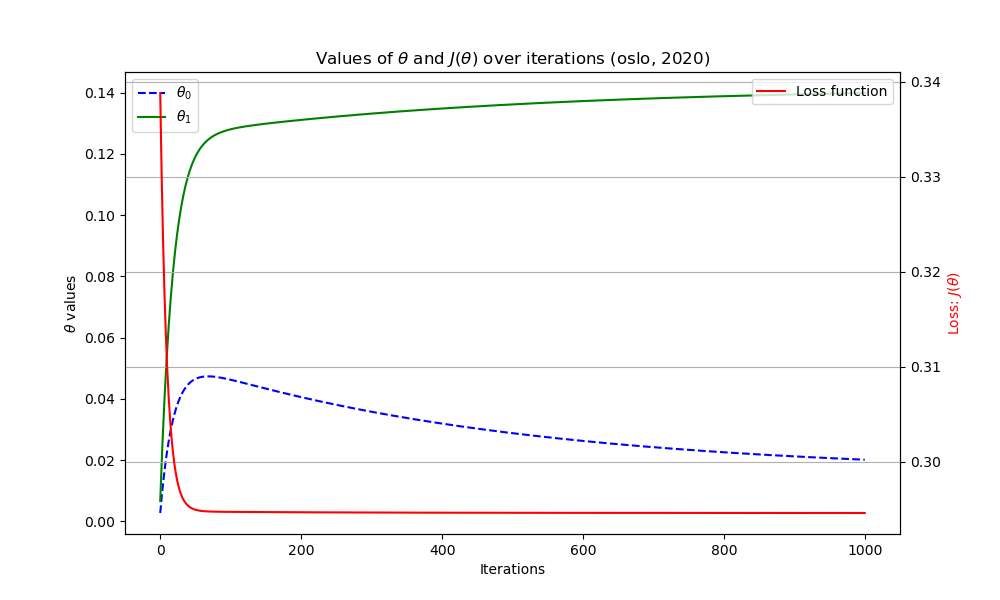 Values of θ and J(θ) over iterations (oslo, 2020)
θ₀
θ₁
Loss function
θ values
0.14
0.12
0.10
0.08
0.06
0.04
0.02
0.00
0.34
0.33
0.32
0.31
0.30
Loss: J(θ)
0 200 400 600 800 1000
Iterations